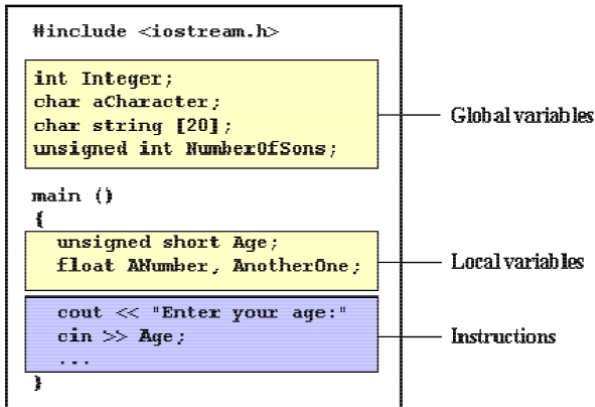 #include <iostream.h>
int Integer;
char aCharacter;
char string [20];
unsigned int NumberOfSons;
Global variables
main ()
{
unsigned short Age;
float ANumber, AnotherOne;
Local variables
cout << "Enter your age:"
cin >> Age;
...
Instructions
}